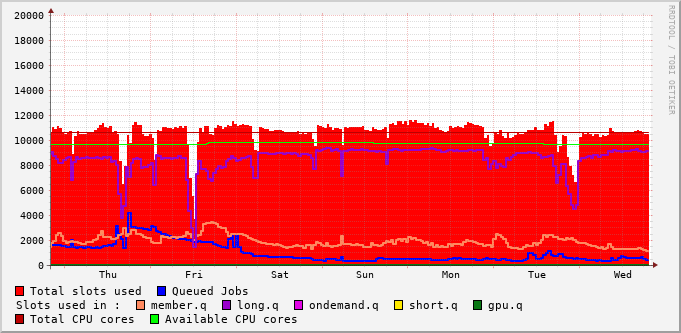 20000
18000
16000
14000
12000
10000
8000
6000
4000
2000
0
Thu Fri Sat Sun Mon Tue Wed
RRDTOOL / TOBI OETIKER
Total slots used Queued Jobs
Slots used in : member.q long.q ondemand.q short.q gpu.q
Total CPU cores Available CPU cores